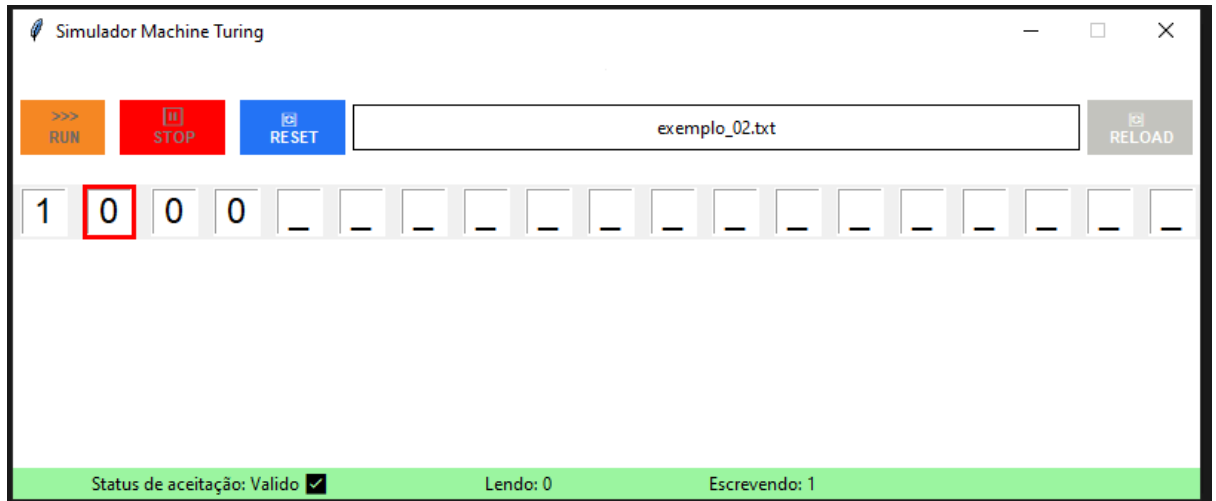 Simulador Machine Turing
>>> RUN STOP RESET exemplo_02.txt RELOAD
1 0 0 0 _ _ _ _ _ _ _ _ _ _ _ _ _ _ _
Status de aceitação: Valido Lendo: 0 Escrevendo: 1